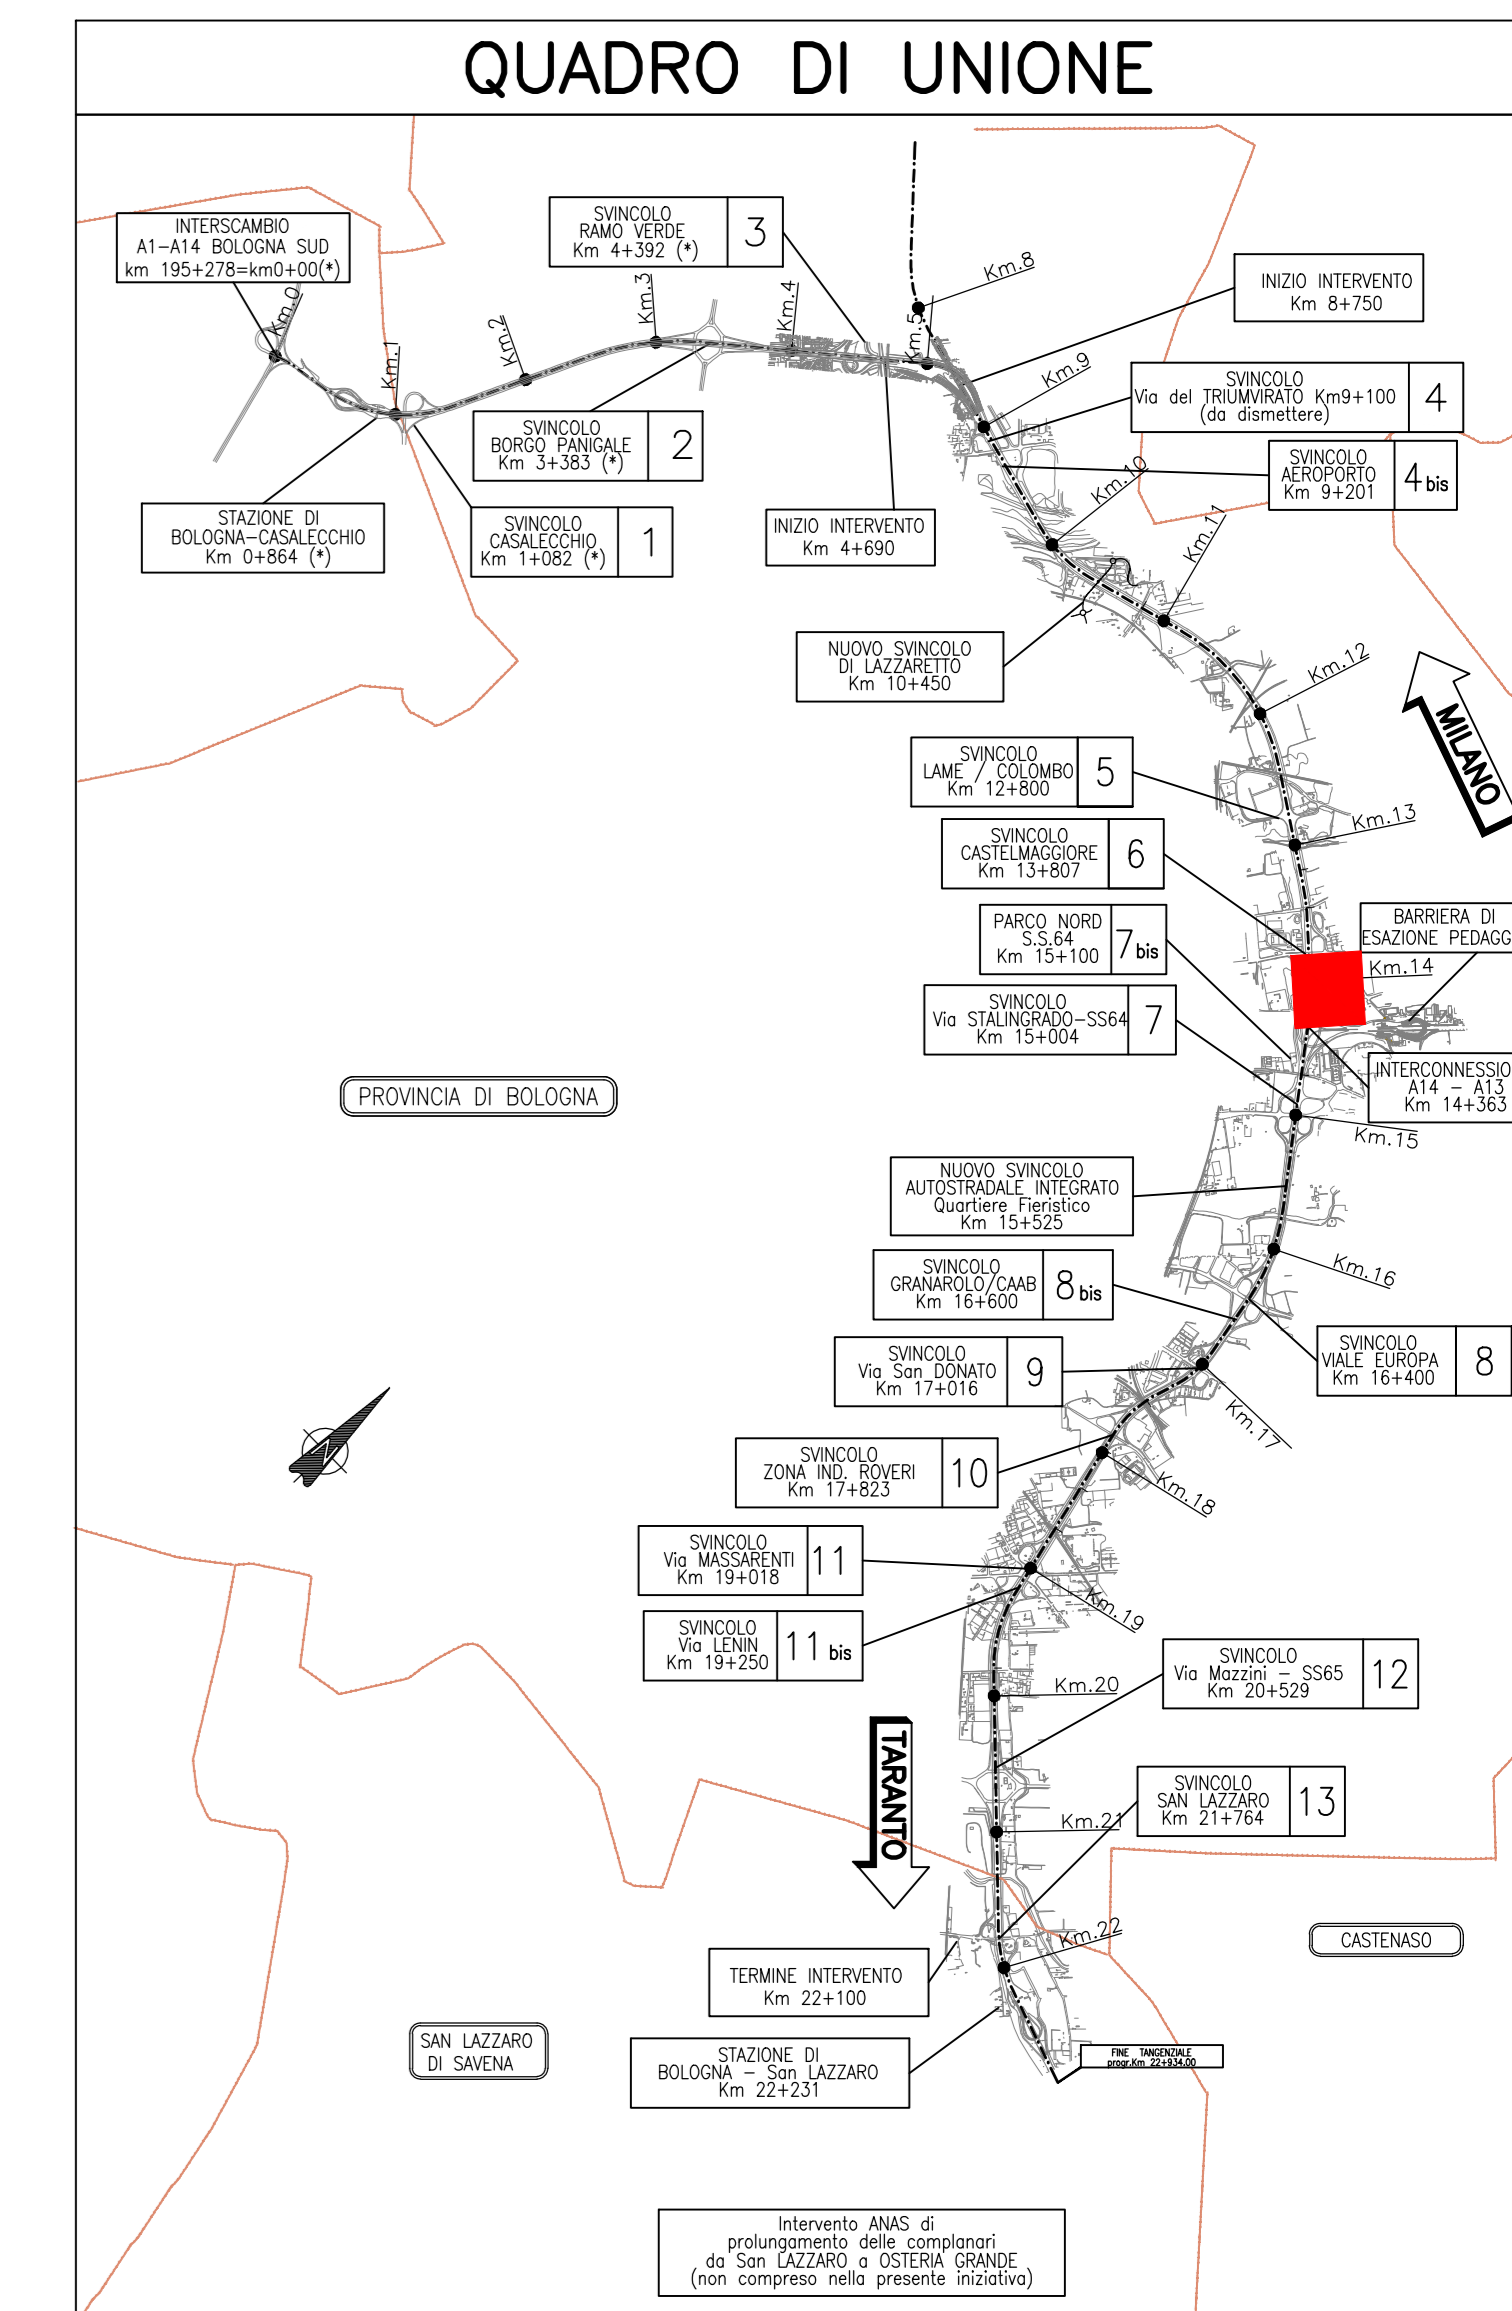 QUADRO DI UNIONE
INTERSCAMBIO
A1-A14 BOLOGNA SUD
km 195+278=km0+00(*)
SVINCOLO
RAMO VERDE
Km 4+392 (*)
3
Km.0
Km.1
Km.2
Km.3
Km.4
Km.5
Km.8
INIZIO INTERVENTO
Km 8+750
Km.9
SVINCOLO
Via del TRIUMVIRATO Km9+100
(da dismettere)
4
SVINCOLO
BORGO PANIGALE
Km 3+383 (*)
2
SVINCOLO
AEROPORTO
Km 9+201
4bis
Km.10
STAZIONE DI
BOLOGNA-CASALECCHIO
Km 0+864 (*)
SVINCOLO
CASALECCHIO
Km 1+082 (*)
1
INIZIO INTERVENTO
Km 4+690
Km.11
NUOVO SVINCOLO
DI LAZZARETTO
Km 10+450
Km.12
MILANO
SVINCOLO
LAME / COLOMBO
Km 12+800
5
Km.13
SVINCOLO
CASTELMAGGIORE
Km 13+807
6
PARCO NORD
S.S.64
Km 15+100
7bis
BARRIERA DI
ESAZIONE PEDAGG
Km.14
SVINCOLO
Via STALINGRADO-SS64
Km 15+004
7
INTERCONNESSIO
A14 - A13
Km 14+363
PROVINCIA DI BOLOGNA
Km.15
NUOVO SVINCOLO
AUTOSTRADALE INTEGRATO
Quartiere Fieristico
Km 15+525
Km.16
SVINCOLO
GRANAROLO/CAAB
Km 16+600
8bis
SVINCOLO
VIALE EUROPA
Km 16+400
8
SVINCOLO
Via San DONATO
Km 17+016
9
Km.17
SVINCOLO
ZONA IND. ROVERI
Km 17+823
10
Km.18
SVINCOLO
Via MASSARENTI
Km 19+018
11
Km.19
SVINCOLO
Via LENIN
Km 19+250
11 bis
SVINCOLO
Via Mazzini - SS65
Km 20+529
12
Km.20
TARANTO
SVINCOLO
SAN LAZZARO
Km 21+764
13
Km.21
Km.22
CASTENASO
TERMINE INTERVENTO
Km 22+100
SAN LAZZARO
DI SAVENA
STAZIONE DI
BOLOGNA - San LAZZARO
Km 22+231
FINE TANGENZIALE
progr.Km 22+934.00
Intervento ANAS di
prolungamento delle complanari
da San LAZZARO a OSTERIA GRANDE
(non compreso nella presente iniziativa)